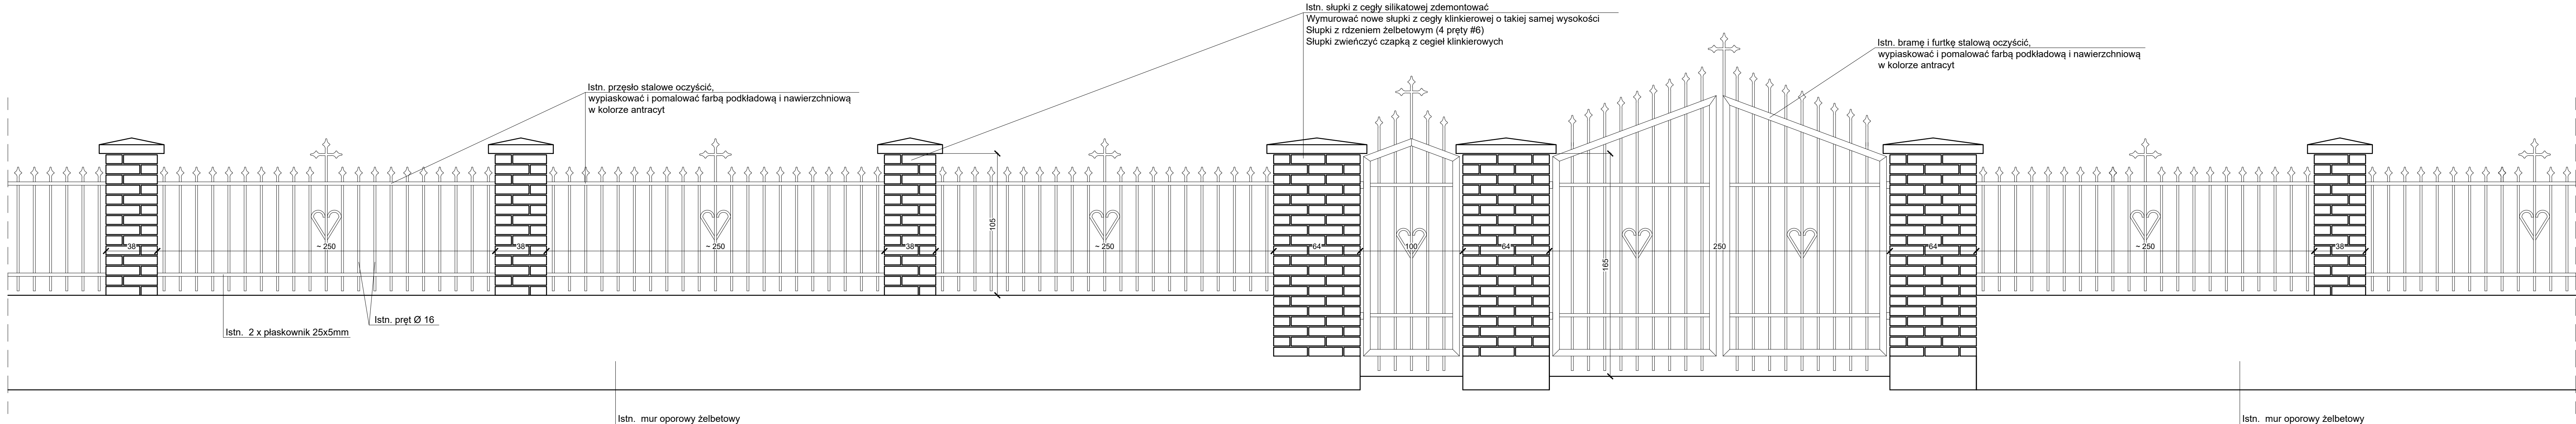 Istn. słupki z cegły silikatowej zdemontować
Wymurować nowe słupki z cegły klinkierowej o takiej samej wysokości
Słupki z rdzeniem żelbetowym (4 pręty #6)
Słupki zwieńczyć czapką z cegieł klinkierowych
Istn. bramę i furtkę stalową oczyścić,
wypiaskować i pomalować farbą podkładową i nawierzchniową
w kolorze antracyt
Istn. przęsło stalowe oczyścić,
wypiaskować i pomalować farbą podkładową i nawierzchniową
w kolorze antracyt
105
38
~ 250
38
~ 250
38
~ 250
64
100
64
250
64
~ 250
38
165
Istn. pręt Ø 16
Istn. 2 x płaskownik 25x5mm
Istn. mur oporowy żelbetowy
Istn. mur oporowy żelbetowy